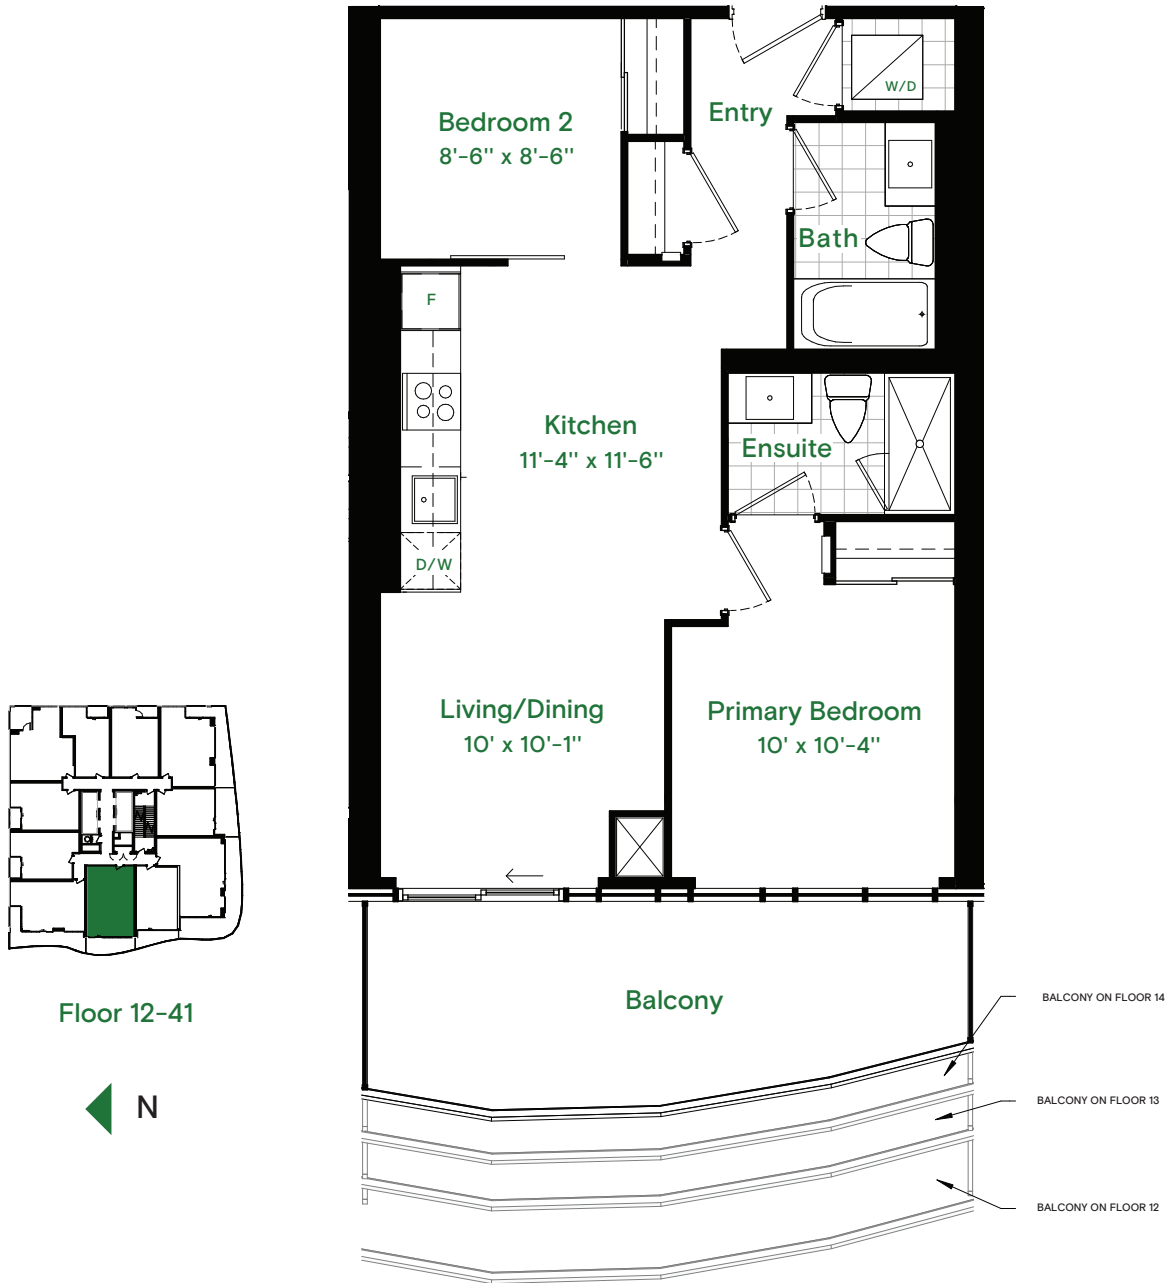 W/D
Entry
Bedroom 2
8'-6" x 8'-6"
Bath
F
Kitchen
11'-4" x 11'-6"
Ensuite
D/W
Living/Dining
10' x 10'-1"
Primary Bedroom
10' x 10'-4"
Floor 12-41
N
Balcony
BALCONY ON FLOOR 14
BALCONY ON FLOOR 13
BALCONY ON FLOOR 12